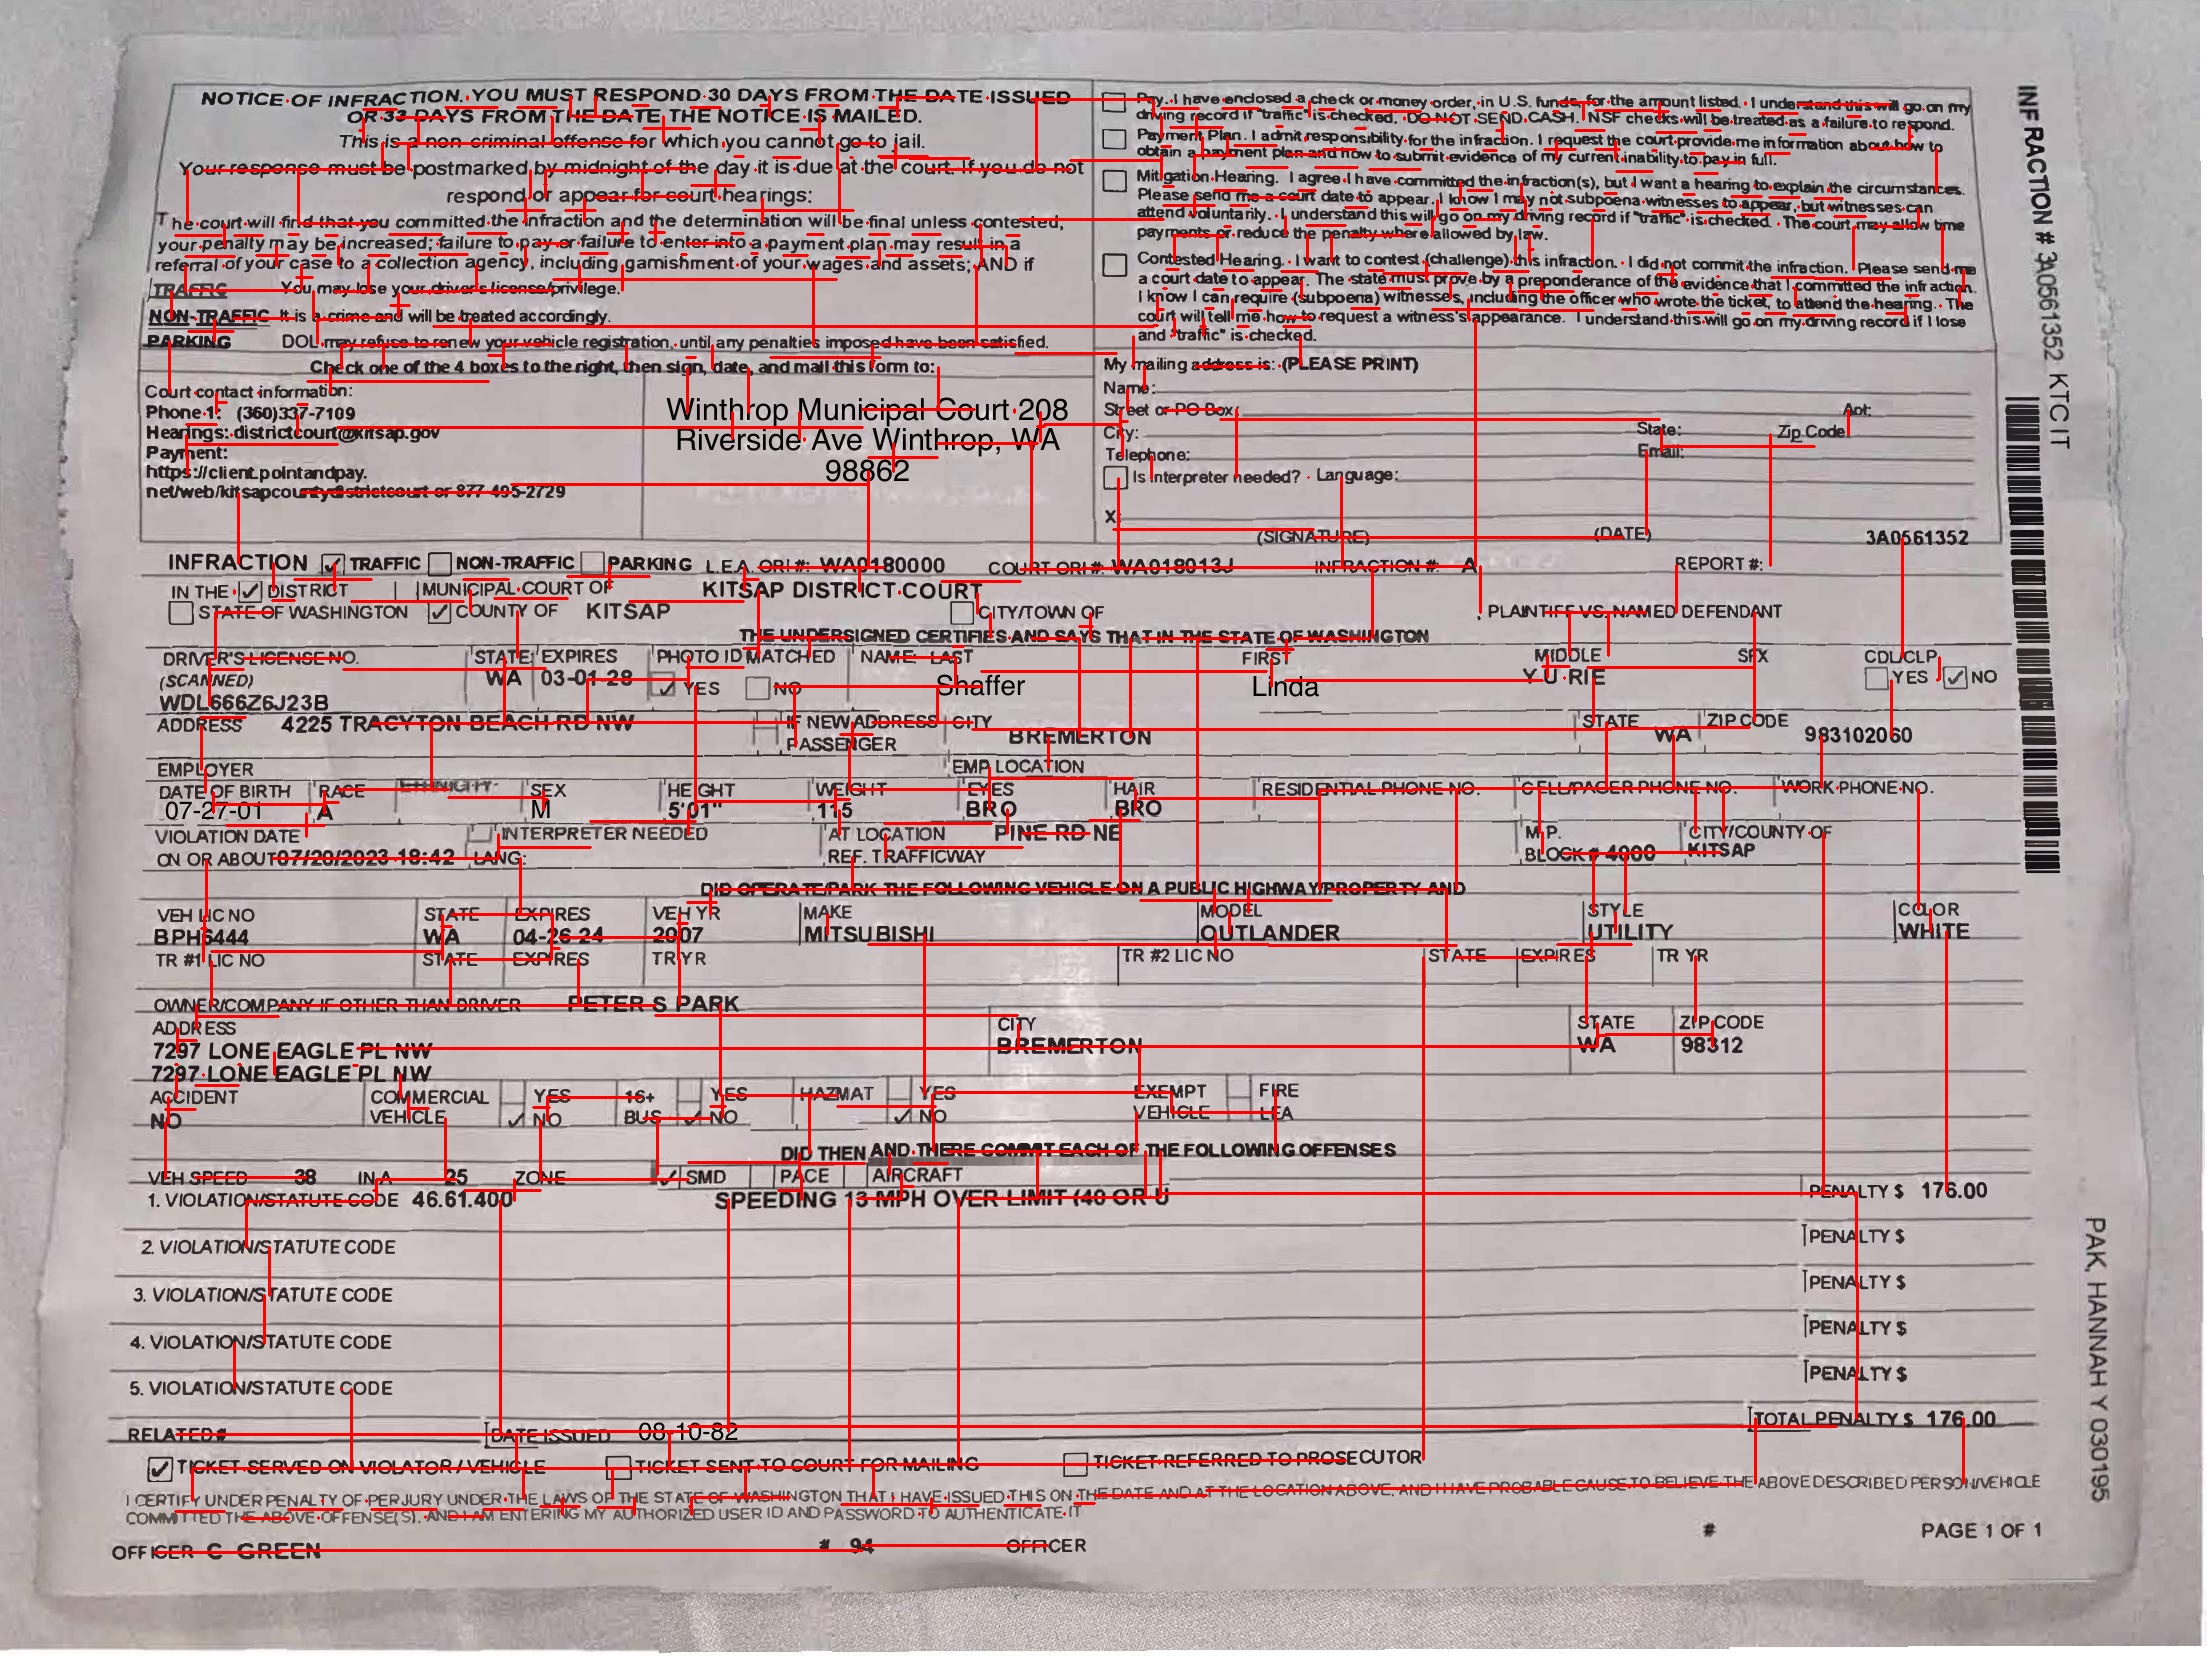 NOTICE OF INFRACTION. YOU MUST RESPOND 30 DAYS FROM THE DATE ISSUED
OR 33 DAYS FROM THE DATE THE NOTICE IS MAILED.
This is a non criminal offense for which you cannot go to jail.
Your response must be postmarked by midnight of the day it is due at the court. If you do not
respond or appear for court hearings:
The court will find that you committed the infraction and the determination will be final unless contested,
your penalty may be increased; failure to pay or failure to enter into a payment plan may result in a
referral of your case to a collection agency, including garnishment of your wages and assets; AND if
TRAFFIC You may lose your driver's license/privilege.
NON-TRAFFIC It is a crime and will be treated accordingly.
PARKING DOL may refuse to renew your vehicle registration, until any penalties imposed have been satisfied.
Check one of the 4 boxes to the right, then sign, date, and mail this form to:
Court contact information:
Phone 1: (360)337-7109
Hearings: districtcourt@kitsap.gov
Payment:
https://client.pointandpay.
net/web/kitsapcountydistrictcourt or 877-495-2729
Winthrop Municipal Court 208
Riverside Ave Winthrop, WA
98862
Pay. I have enclosed a check or money order, in U.S. funds, for the amount listed. I understand this will go on my
driving record if "traffic" is checked. DO NOT SEND CASH. NSF checks will be treated as a failure to respond.
Payment Plan. I admit responsibility for the infraction. I request the court provide me information about how to
obtain a payment plan and how to submit evidence of my current inability to pay in full.
Mitigation Hearing. I agree I have committed the infraction(s), but I want a hearing to explain the circumstances.
Please send me a court date to appear. I know I may not subpoena witnesses to appear, but witnesses can
attend voluntarily. I understand this will go on my driving record if "traffic" is checked. The court may allow time
payments or reduce the penalty where allowed by law.
Contested Hearing. I want to contest (challenge) this infraction. I did not commit the infraction. Please send me
a court date to appear. The state must prove by a preponderance of the evidence that I committed the infraction.
I know I can require (subpoena) witnesses, including the officer who wrote the ticket, to attend the hearing. The
court will tell me how to request a witness's appearance. I understand this will go on my driving record if I lose
and "traffic" is checked.
My mailing address is: (PLEASE PRINT)
Name:
Street or PO Box: Apt:
City: State: Zip Code
Telephone: Email:
Is Interpreter needed? Language:
X:
(SIGNATURE) (DATE) 3A0561352
INFRACTION # 3A0561352 KTC IT
INFRACTION TRAFFIC NON-TRAFFIC PARKING L.E.A. ORI #: WA0180000 COURT ORI #: WA018013J INFRACTION #: A REPORT #:
IN THE DISTRICT MUNICIPAL COURT OF KITSAP DISTRICT COURT
STATE OF WASHINGTON COUNTY OF KITSAP CITY/TOWN OF , PLAINTIFF VS. NAMED DEFENDANT
THE UNDERSIGNED CERTIFIES AND SAYS THAT IN THE STATE OF WASHINGTON
DRIVER'S LICENSE NO. STATE EXPIRES PHOTO ID MATCHED NAME: LAST FIRST MIDDLE SFX CDL/CLP
(SCANNED) WA 03-01-28 YES NO Shaffer Linda YU RIE YES NO
WDL666Z6J23B
ADDRESS 4225 TRACYTON BEACH RD NW IF NEW ADDRESS CITY STATE ZIP CODE
PASSENGER BREMERTON WA 983102060
EMPLOYER EMP LOCATION
DATE OF BIRTH RACE SEX HEIGHT WEIGHT EYES HAIR RESIDENTIAL PHONE NO. CELL/PAGER PHONE NO. WORK PHONE NO.
07-27-01 A M 5'01" 115 BRO BRO
VIOLATION DATE INTERPRETER NEEDED AT LOCATION PINE RD NE M.P. CITY/COUNTY OF
ON OR ABOUT 07/20/2023 18:42 LANG: REF. TRAFFICWAY BLOCK # 4000 KITSAP
DID OPERATE/PARK THE FOLLOWING VEHICLE ON A PUBLIC HIGHWAY/PROPERTY AND
VEH LIC NO STATE EXPIRES VEH YR MAKE MODEL STYLE COLOR
BPH6444 WA 04-26-24 2007 MITSUBISHI OUTLANDER UTILITY WHITE
TR #1 LIC NO STATE EXPIRES TR YR TR #2 LIC NO STATE EXPIRES TR YR
OWNER/COMPANY IF OTHER THAN DRIVER PETER S PARK
ADDRESS CITY STATE ZIP CODE
7297 LONE EAGLE PL NW BREMERTON WA 98312
7297 LONE EAGLE PL NW
ACCIDENT COMMERCIAL YES 16+ YES HAZMAT YES EXEMPT FIRE
NO VEHICLE NO BUS NO NO VEHICLE LEA
DID THEN AND THERE COMMIT EACH OF THE FOLLOWING OFFENSES
VEH SPEED 38 IN A 25 ZONE SMD PACE AIRCRAFT
1. VIOLATION/STATUTE CODE 46.61.400 SPEEDING 13 MPH OVER LIMIT (40 OR U PENALTY $ 176.00
2. VIOLATION/STATUTE CODE PENALTY $
3. VIOLATION/STATUTE CODE PENALTY $
4. VIOLATION/STATUTE CODE PENALTY $
5. VIOLATION/STATUTE CODE PENALTY $
RELATED # DATE ISSUED 08-10-82 TOTAL PENALTY $ 176.00
TICKET SERVED ON VIOLATOR / VEHICLE TICKET SENT TO COURT FOR MAILING TICKET REFERRED TO PROSECUTOR
I CERTIFY UNDER PENALTY OF PERJURY UNDER THE LAWS OF THE STATE OF WASHINGTON THAT I HAVE ISSUED THIS ON THE DATE AND AT THE LOCATION ABOVE, AND I HAVE PROBABLE CAUSE TO BELIEVE THE ABOVE DESCRIBED PERSON/VEHICLE
COMMITTED THE ABOVE OFFENSE(S). AND I AM ENTERING MY AUTHORIZED USER ID AND PASSWORD TO AUTHENTICATE IT
OFFICER C GREEN # 94 OFFICER # PAGE 1 OF 1
PAK, HANNAH Y 030195